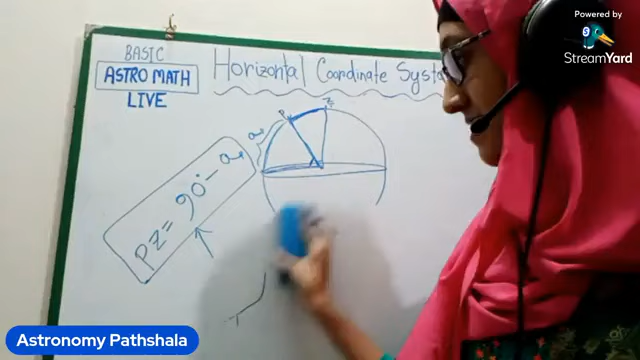 Powered by
StreamYard
BASIC
ASTRO MATH
LIVE
Horizontal Coordinate Syst
P
Z
a
PZ = 90° - a
Astronomy Pathshala